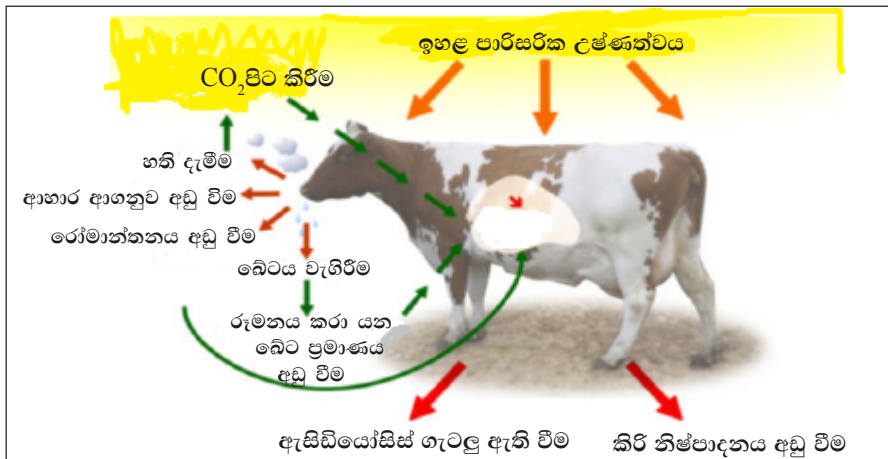 ඉහළ පාරිසරික උෂ්ණත්වය
CO₂පිට කිරීම
හති දැමීම
ආහාර ආගනුව අඩු විම
රෝමාන්තනය අඩු වීම
ඛේටය වැගිරීම
රූමනය කරා යන
ඛේට ප්‍රමාණය
අඩු වීම
ඇසිඩියෝසිස් ගැටලු ඇති වීම
කිරි නිෂ්පාදනය අඩු වීම